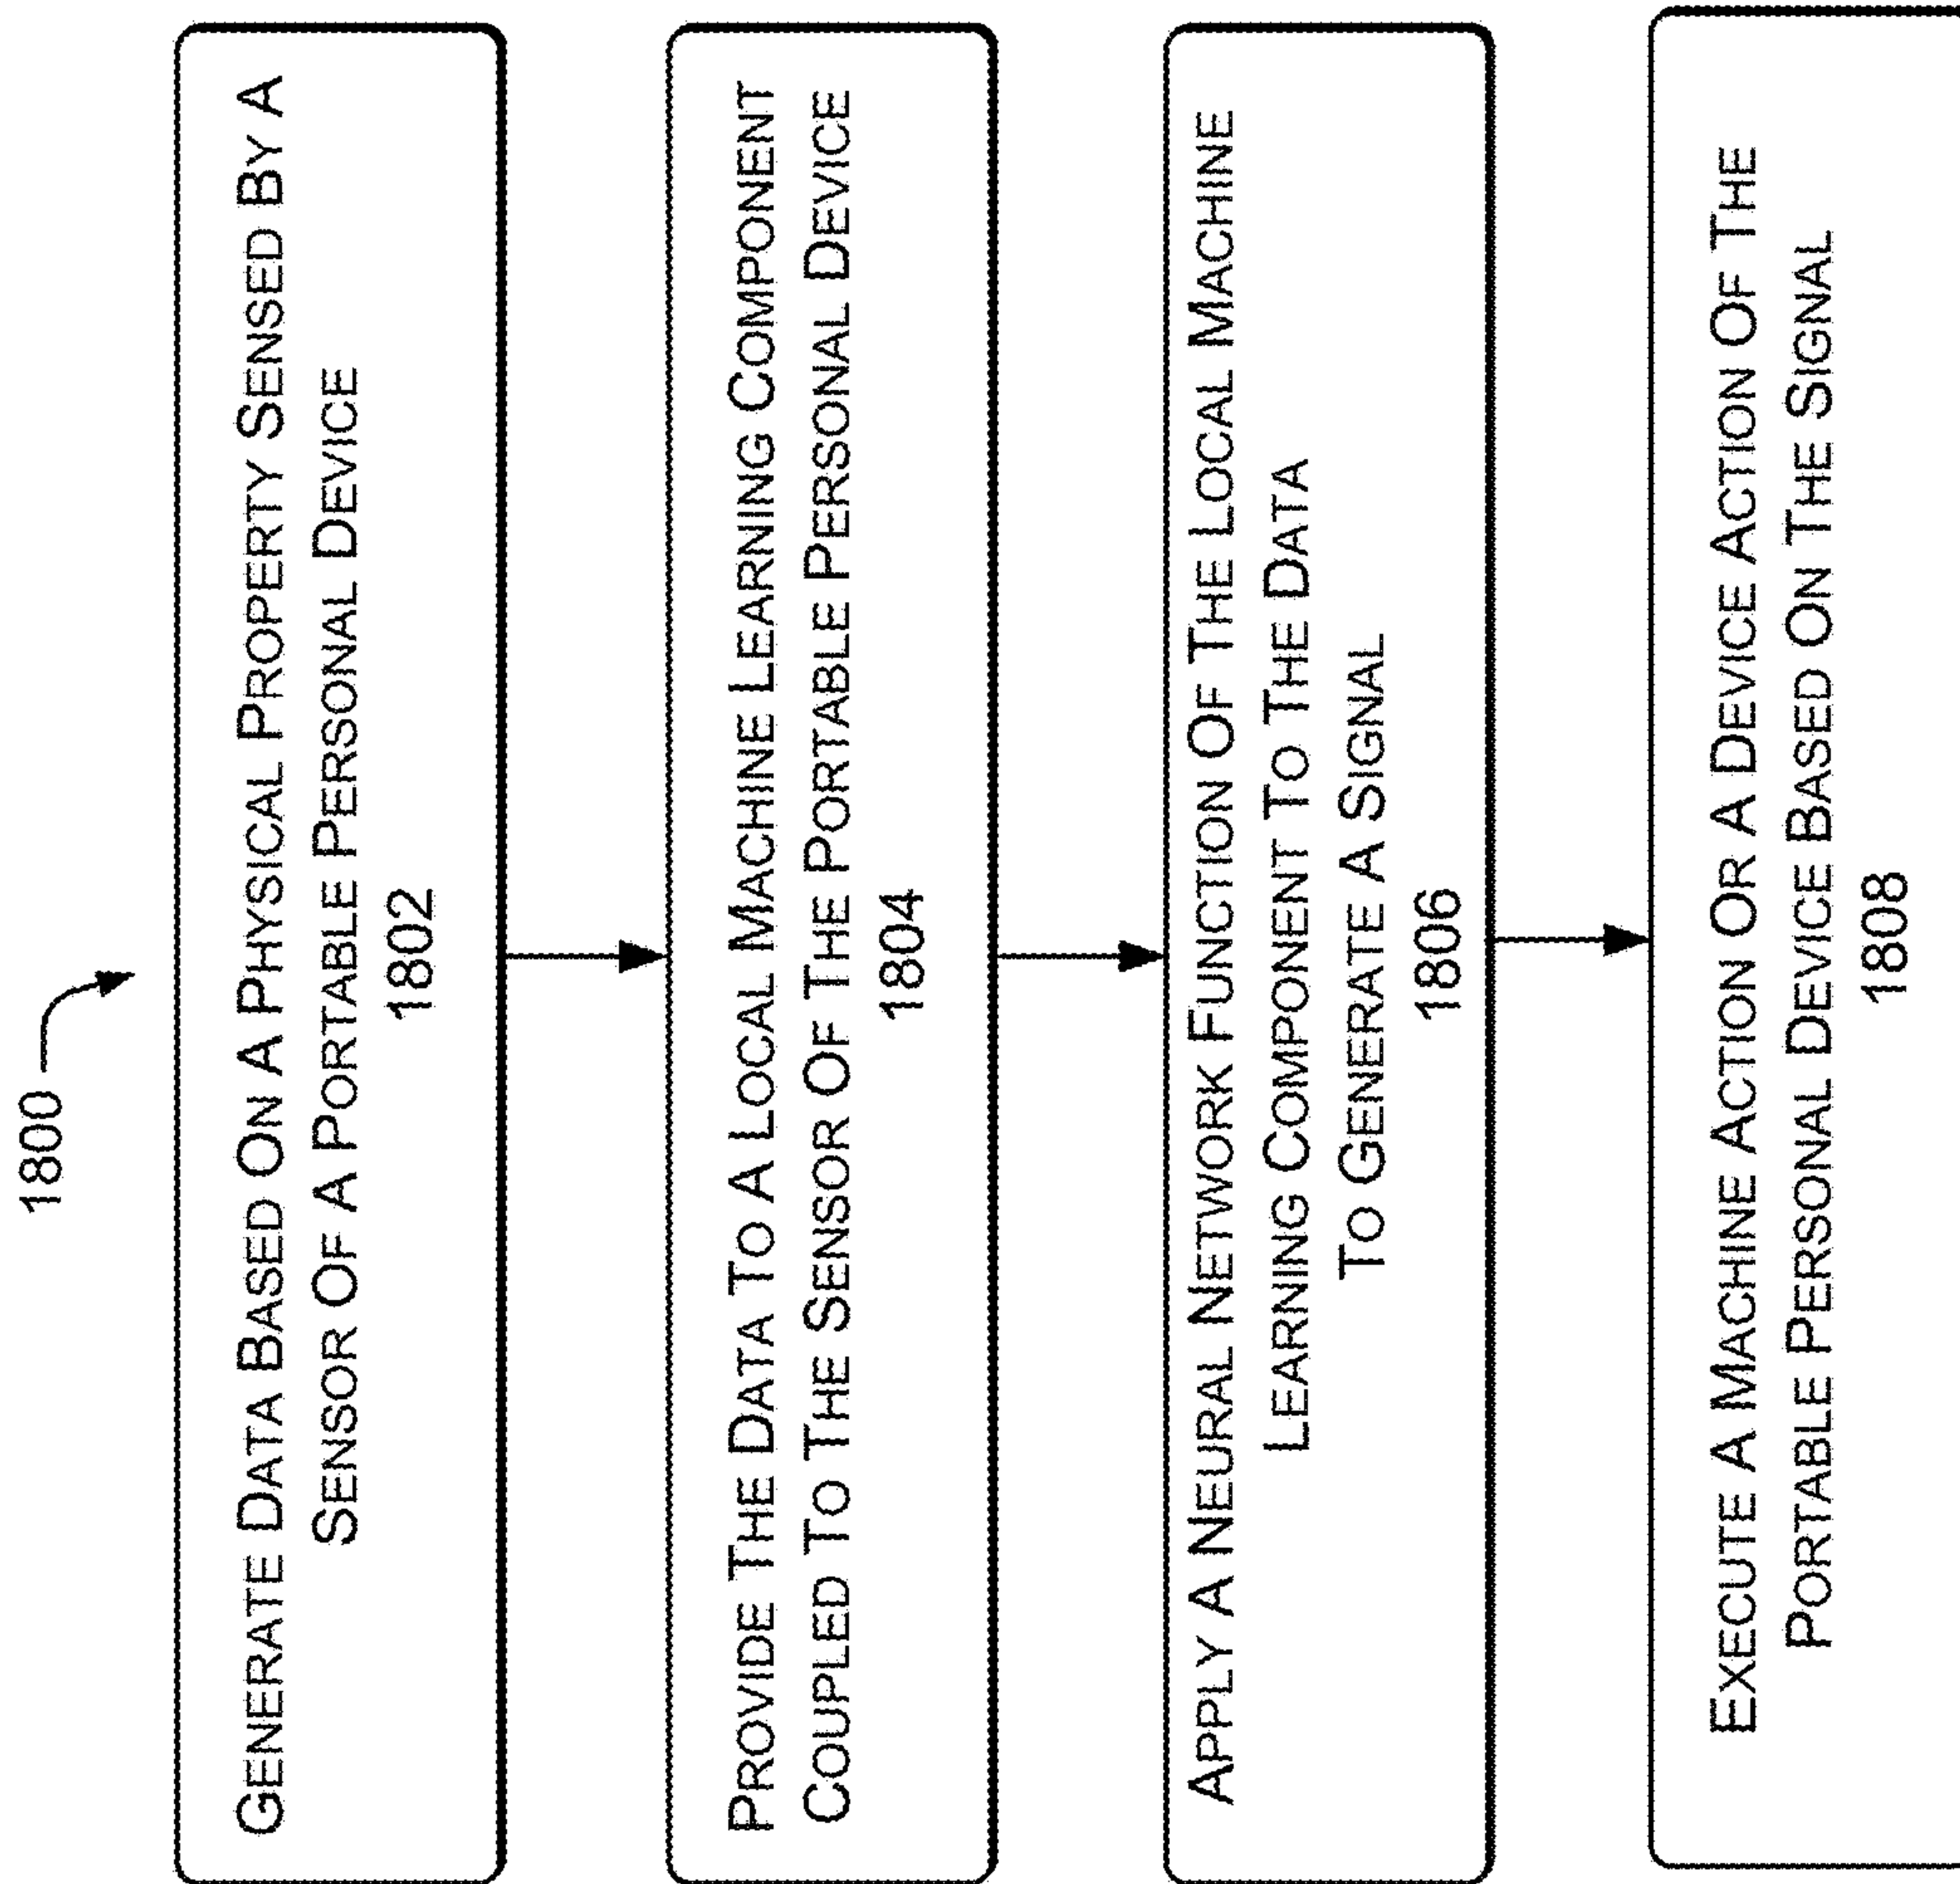 1800
GENERATE DATA BASED ON A PHYSICAL PROPERTY SENSED BY A
SENSOR OF A PORTABLE PERSONAL DEVICE
1802
PROVIDE THE DATA TO A LOCAL MACHINE LEARNING COMPONENT
COUPLED TO THE SENSOR OF THE PORTABLE PERSONAL DEVICE
1804
APPLY A NEURAL NETWORK FUNCTION OF THE LOCAL MACHINE
LEARNING COMPONENT TO THE DATA
TO GENERATE A SIGNAL
1806
EXECUTE A MACHINE ACTION OR A DEVICE ACTION OF THE
PORTABLE PERSONAL DEVICE BASED ON THE SIGNAL
1808